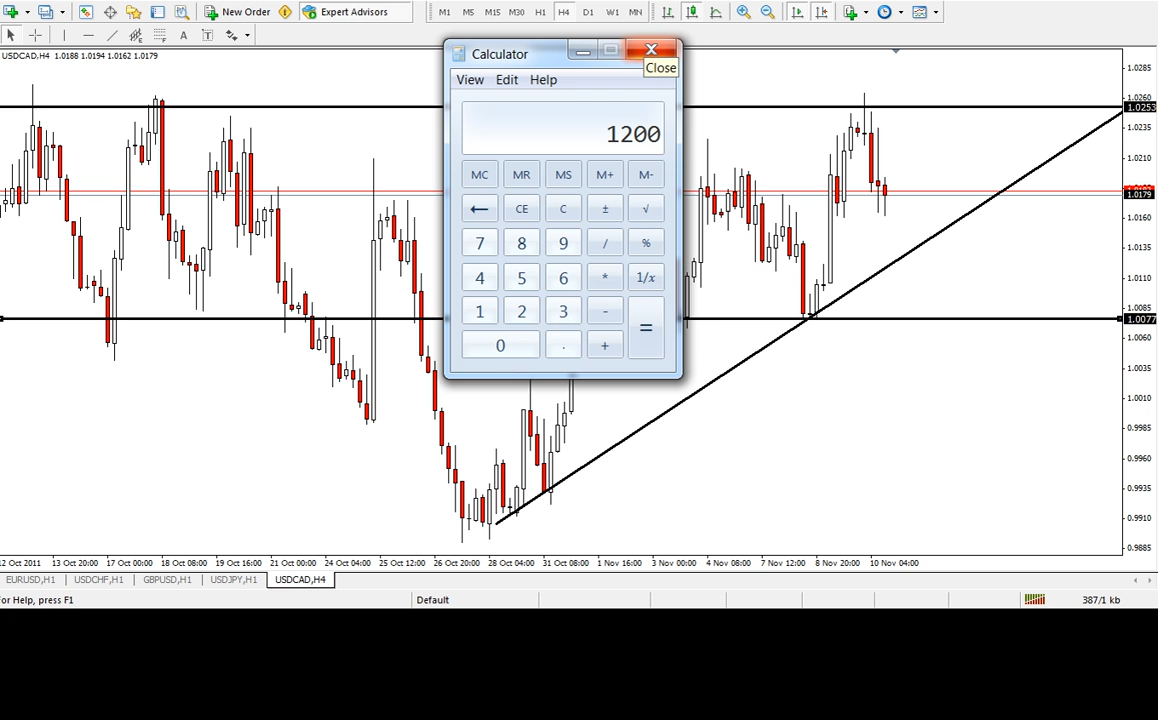 New Order
Expert Advisors
M1 M5 M15 M30 H1 H4 D1 W1 MN
A T
USDCAD,H4 1.0188 1.0194 1.0162 1.0179
Calculator
Close
View Edit Help
1200
MC MR MS M+ M-
← CE C ± √
7 8 9 / %
4 5 6 * 1/x
1 2 3 - =
0 . +
1.0285
1.0260
1.0253
1.0235
1.0210
1.0179
1.0160
1.0135
1.0110
1.0085
1.0077
1.0060
1.0035
1.0010
0.9985
0.9960
0.9935
0.9910
0.9885
12 Oct 2011 13 Oct 20:00 17 Oct 00:00 18 Oct 08:00 19 Oct 16:00 21 Oct 00:00 24 Oct 04:00 25 Oct 12:00 26 Oct 20:00 28 Oct 04:00 31 Oct 08:00 1 Nov 16:00 3 Nov 00:00 4 Nov 08:00 7 Nov 12:00 8 Nov 20:00 10 Nov 04:00
EURUSD,H1 USDCHF,H1 GBPUSD,H1 USDJPY,H1 USDCAD,H4
For Help, press F1 Default 387/1 kb